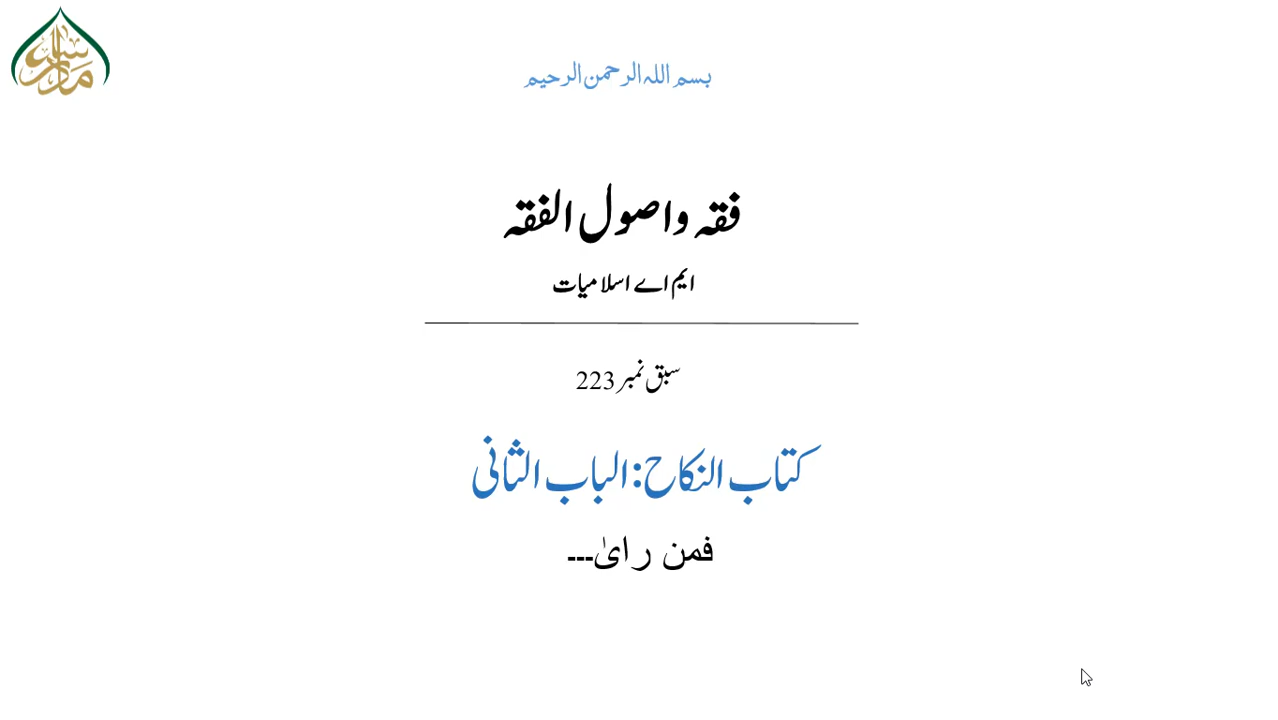 بسم اللہ الرحمن الرحیم
فقہ واصول الفقہ
ایم اے اسلامیات
سبق نمبر 223
کتاب النکاح: الباب الثانی
فمن رایٰ---